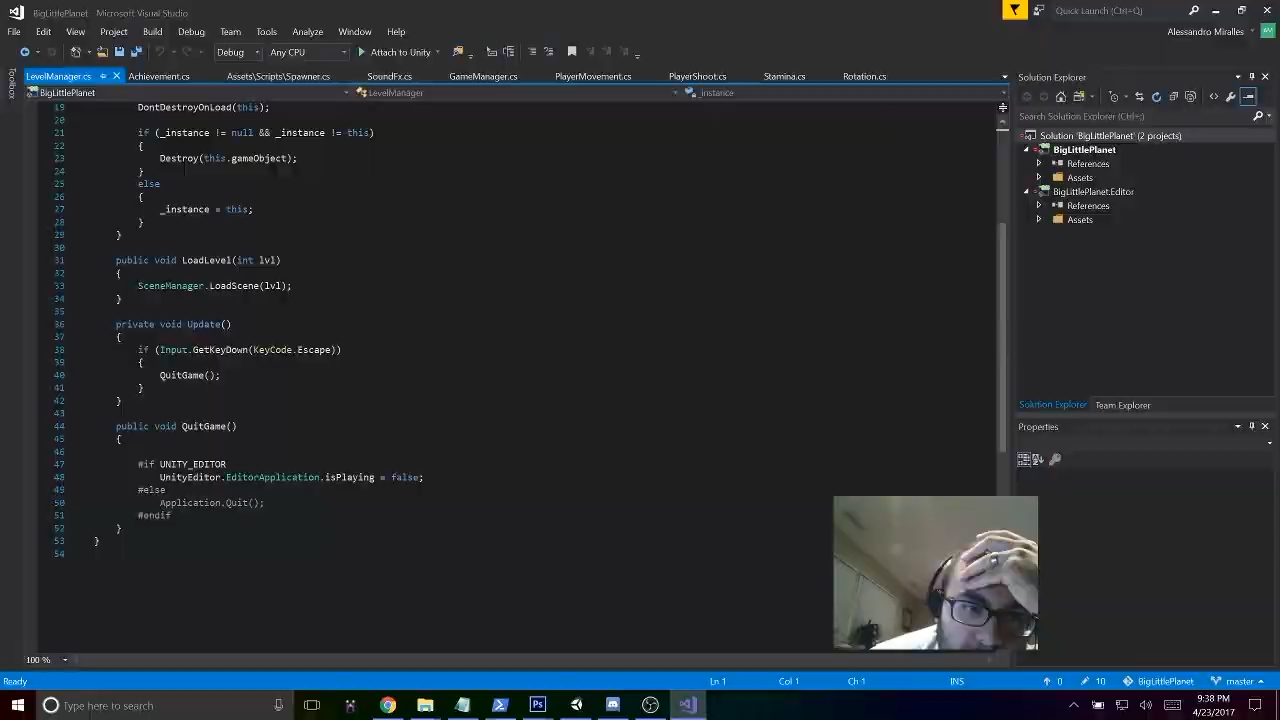 BigLittlePlanet - Microsoft Visual Studio
Quick Launch (Ctrl+Q)
File Edit View Project Build Debug Team Tools Analyze Window Help
Alessandro Miralles
AM
Debug Any CPU Attach to Unity
Toolbox
LevelManager.cs Achievement.cs Assets\Scripts\Spawner.cs SoundFx.cs GameManager.cs PlayerMovement.cs PlayerShoot.cs Stamina.cs Rotation.cs
Solution Explorer
BigLittlePlanet LevelManager _instance
Search Solution Explorer (Ctrl+;)
Solution 'BigLittlePlanet' (2 projects)
BigLittlePlanet
References
Assets
BigLittlePlanet.Editor
References
Assets
19 DontDestroyOnLoad(this);
20
21 if (_instance != null && _instance != this)
22 {
23 Destroy(this.gameObject);
24 }
25 else
26 {
27 _instance = this;
28 }
29 }
30
31 public void LoadLevel(int lvl)
32 {
33 SceneManager.LoadScene(lvl);
34 }
35
36 private void Update()
37 {
38 if (Input.GetKeyDown(KeyCode.Escape))
39 {
40 QuitGame();
41 }
42 }
43
44 public void QuitGame()
45 {
46
47 #if UNITY_EDITOR
48 UnityEditor.EditorApplication.isPlaying = false;
49 #else
50 Application.Quit();
51 #endif
52 }
53 }
54
Solution Explorer Team Explorer
Properties
100 %
Ready Ln 1 Col 1 Ch 1 INS 0 10 BigLittlePlanet master
Type here to search
9:38 PM
4/23/2017